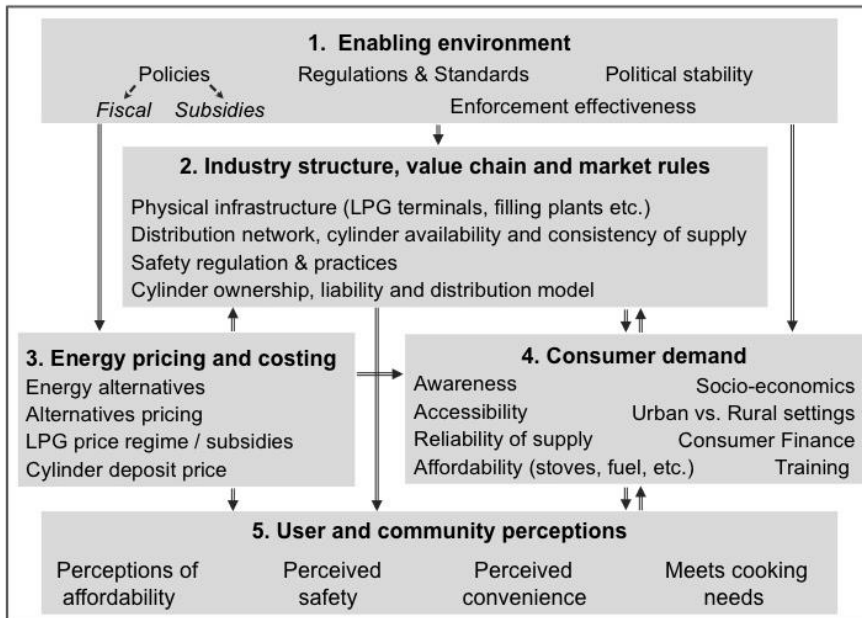 1. Enabling environment
Policies Regulations & Standards Political stability
Fiscal Subsidies Enforcement effectiveness
2. Industry structure, value chain and market rules
Physical infrastructure (LPG terminals, filling plants etc.)
Distribution network, cylinder availability and consistency of supply
Safety regulation & practices
Cylinder ownership, liability and distribution model
3. Energy pricing and costing
Energy alternatives
Alternatives pricing
LPG price regime / subsidies
Cylinder deposit price
4. Consumer demand
Awareness Socio-economics
Accessibility Urban vs. Rural settings
Reliability of supply Consumer Finance
Affordability (stoves, fuel, etc.) Training
5. User and community perceptions
Perceptions of
affordability
Perceived
safety
Perceived
convenience
Meets cooking
needs